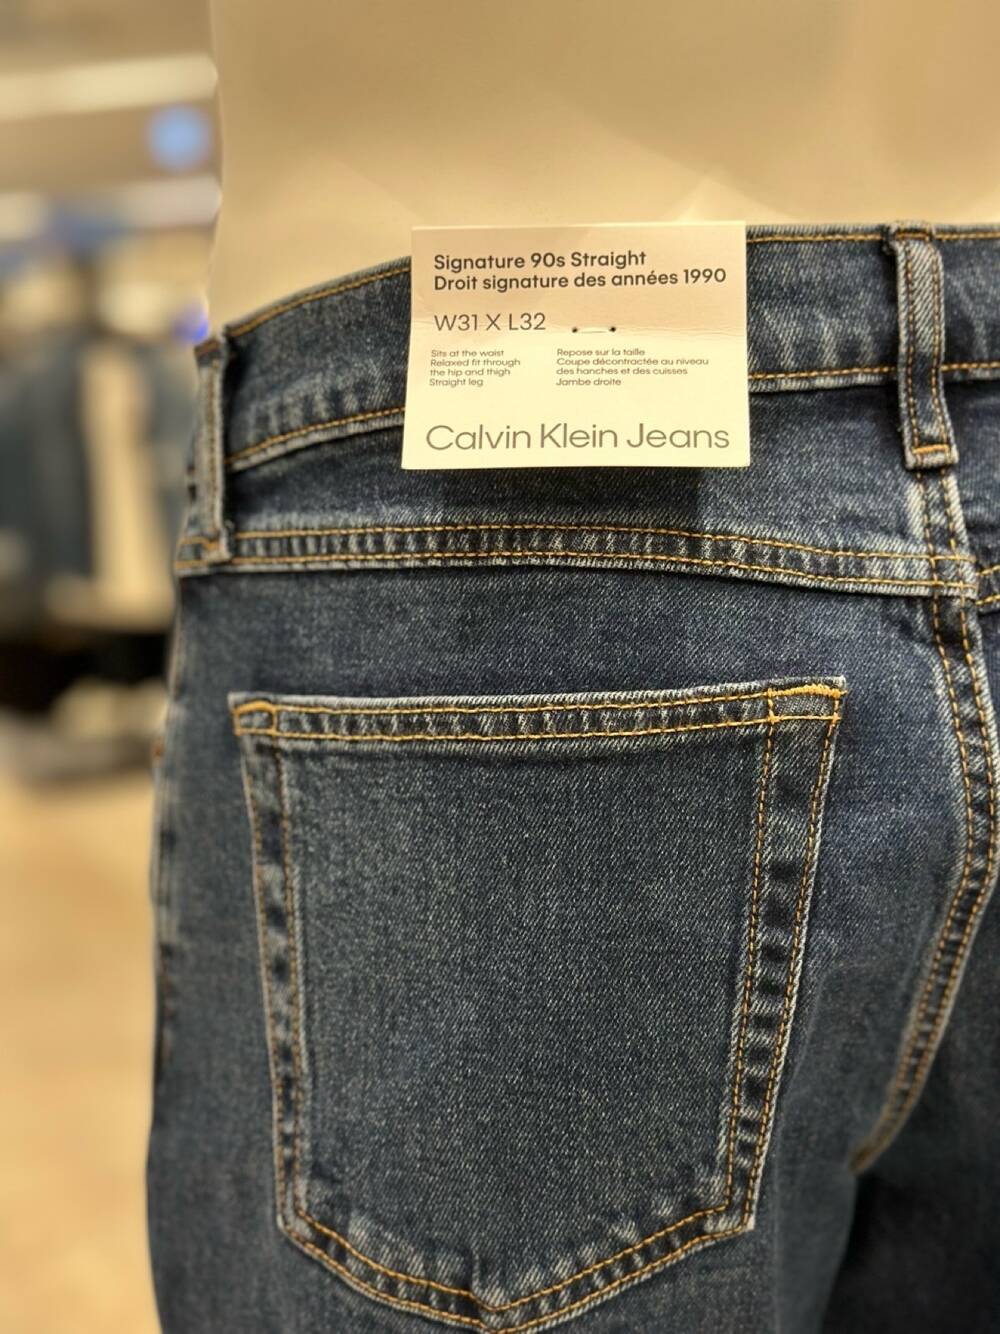 Signature 90s Straight
Droit signature des années 1990
W31 X L32
Sits at the waist
Relaxed fit through
the hip and thigh
Straight leg
Repose sur la taille
Coupe décontractée au niveau
des hanches et des cuisses
Jambe droite
Calvin Klein Jeans